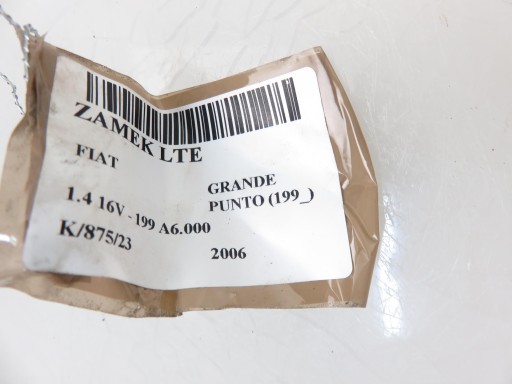 ZAMEK LTE
FIAT
GRANDE
1.4 16V - 199 A6.000 PUNTO (199_)
K/875/23
2006